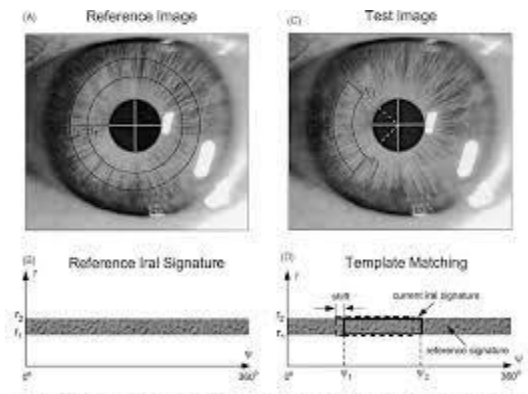 (A) Reference Image
(C) Test Image
(B) Reference Iral Signature
r
r₂
r₁
0° 360°
Ψ
(D) Template Matching
r
shift
current iral signature
r₂
r₁
reference signature
0° Ψ₁ Ψ₂ 360°
Ψ